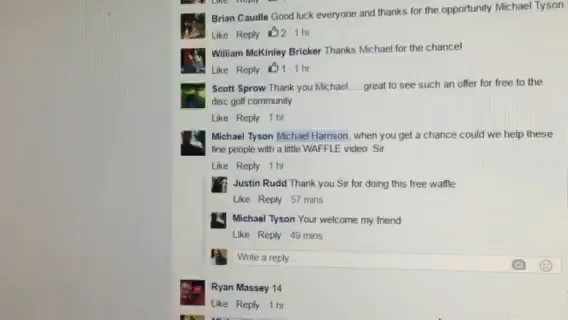 Like Reply
Brian Caudle Good luck everyone and thanks for the opportunity Michael Tyson
Like Reply 2 1 hr
William McKinley Bricker Thanks Michael for the chance!
Like Reply 1 1 hr
Scott Sprow Thank you Michael.....great to see such an offer for free to the
disc golf community
Like Reply 1 hr
Michael Tyson Michael Harrison, when you get a chance could we help these
fine people with a little WAFFLE video Sir
Like Reply 1 hr
Justin Rudd Thank you Sir for doing this free waffle
Like Reply 57 mins
Michael Tyson Your welcome my friend
Like Reply 49 mins
Write a reply...
Ryan Massey 14
Like Reply 1 hr